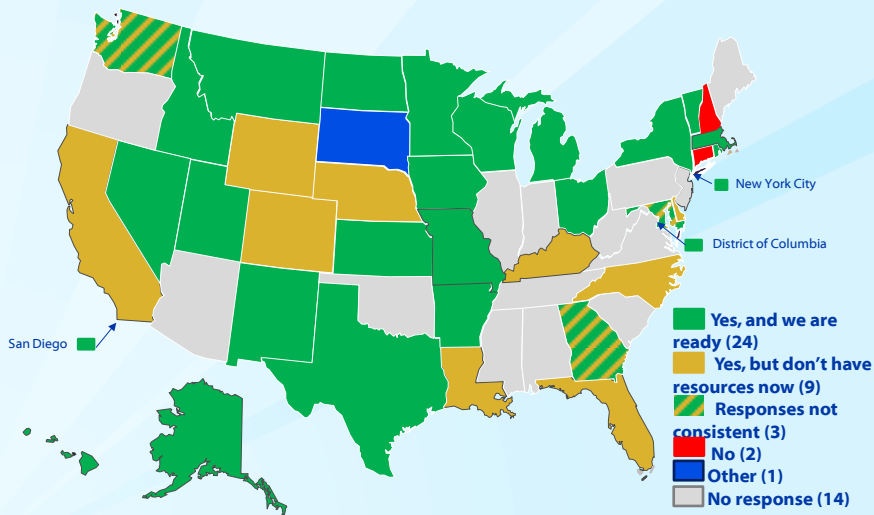 New York City
District of Columbia
San Diego
Yes, and we are
ready (24)
Yes, but don’t have
resources now (9)
Responses not
consistent (3)
No (2)
Other (1)
No response (14)